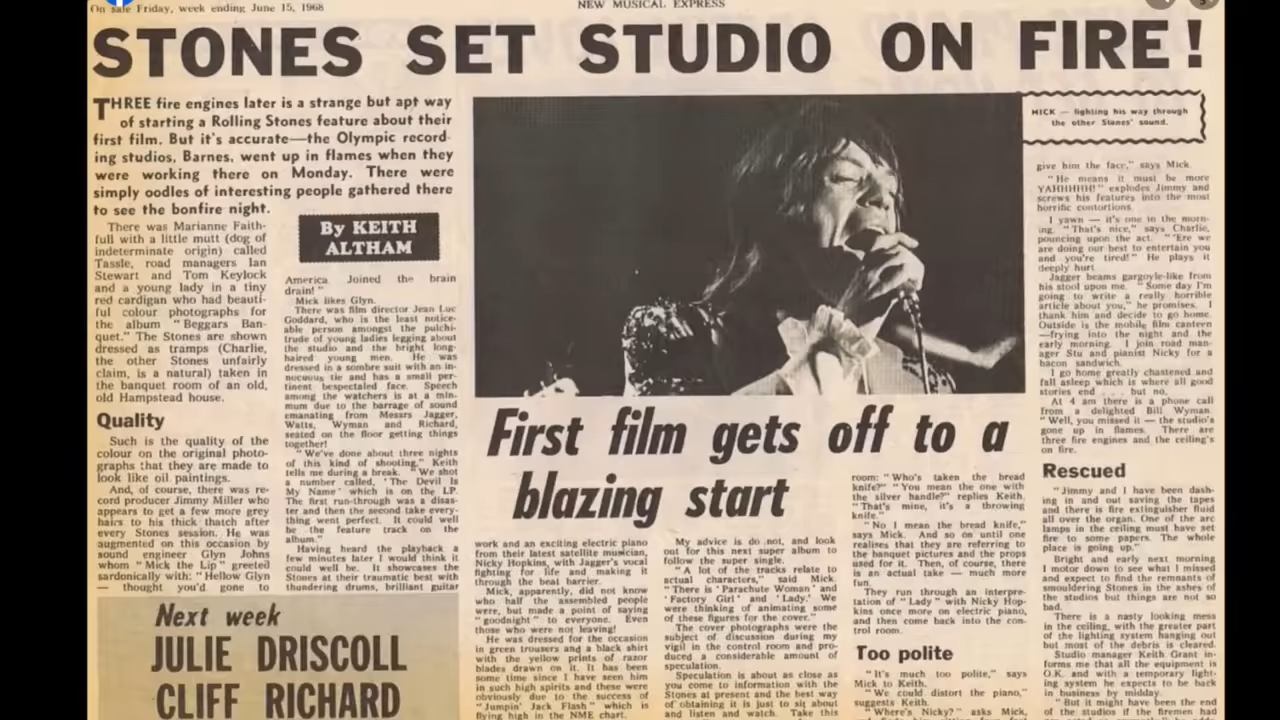 On sale Friday, week ending June 15, 1968
NEW MUSICAL EXPRESS
STONES SET STUDIO ON FIRE!
THREE fire engines later is a strange but apt way
of starting a Rolling Stones feature about their
first film. But it's accurate—the Olympic record-
ing studios, Barnes, went up in flames when they
were working there on Monday. There were
simply oodles of interesting people gathered there
to see the bonfire night.
By KEITH
ALTHAM
There was Marianne Faith-
full with a little mutt (dog of
indeterminate origin) called
Tassle, road managers Ian
Stewart and Tom Keylock
and a young lady in a tiny
red cardigan who had beauti-
ful colour photographs for
the album "Beggars Ban-
quet." The Stones are shown
dressed as tramps (Charlie,
the other Stones unfairly
claim, is a natural) taken in
the banquet room of an old,
old Hampstead house.
Quality
Such is the quality of the
colour on the original photo-
graphs that they are made to
look like oil paintings.
And, of course, there was re-
cord producer Jimmy Miller who
appears to get a few more grey
hairs to his thick thatch after
every Stones session. He was
augmented on this occasion by
sound engineer Glyn Johns
whom "Mick the Lip" greeted
sardonically with: "Hellow Glyn
— thought you'd gone to
America. Joined the brain
drain!"
Mick likes Glyn.
There was film director Jean Luc
Goddard, who is the least notice-
able person amongst the pulchi-
trude of young ladies legging about
the studio and the bright long-
haired young men. He was
dressed in a sombre suit with an in-
nocuous tie and has a small per-
tinent bespectabled face. Speech
among the watchers is at a min-
mum due to the barrage of sound
emanating from Messrs Jagger,
Watts, Wyman and Richard,
seated on the floor getting things
together!
"We've done about three nights
of this kind of shooting," Keith
tells me during a break. "We shot
a number called, 'The Devil Is
My Name' which is on the LP.
The first run-through was a disas-
ter and then the second take every-
thing went perfect. It could well
be the feature track on the
album."
Having heard the playback a
few minutes later I would think it
could well be. It showcases the
Stones at their traumatic best with
thundering drums, brilliant guitar
Next week
JULIE DRISCOLL
CLIFF RICHARD
First film gets off to a
blazing start
work and an exciting electric piano
from their latest satellite musician,
Nicky Hopkins, with Jagger's vocal
fighting for life and making it
through the beat barrier.
Mick, apparently, did not know
who half the assembled people
were, but made a point of saying
"goodnight" to everyone. Even
those who were not leaving!
He was dressed for the occasion
in green trousers and a black shirt
with the yellow prints of razor
blades drawn on it. It has been
some time since I have seen him
in such high spirits and these were
obviously due to the success of
"Jumpin' Jack Flash" which is
flying high in the NME chart.
My advice is do not, and look
out for this next super album to
follow the super single.
"A lot of the tracks relate to
actual characters," said Mick.
"There is 'Parachute Woman' and
'Factory Girl' and 'Lady.' We
were thinking of animating some
of these figures for the cover."
The cover photographs were the
subject of discussion during my
vigil in the control room and pro-
duced a considerable amount of
speculation.
Speculation is about as close as
you come to information with the
Stones at present and the best way
of obtaining it is just to sit about
and listen and watch. Take this
room: "Who's taken the bread
knife?" "You mean the one with
the silver handle?" replies Keith.
"That's mine, it's a throwing
knife."
"No I mean the bread knife,"
says Mick. And so on until one
realises that they are referring to
the banquet pictures and the props
used for it. Then, of course, there
is an actual take — much more
fun.
They run through an interpre-
tation of "Lady" with Nicky Hop-
kins once more on electric piano,
and then come back into the con-
trol room.
Too polite
"It's much too polite," says
Mick to Keith.
"We could distort the piano,"
suggests Keith.
"Where's Nicky?" asks Mick,
MICK — fighting his way through
the other Stones' sound.
give him the face," says Mick.
"He means it must be more
YAHHHHH!" explodes Jimmy and
screws his features into the most
horrific contortions.
I yawn — it's one in the morn-
ing. "That's nice," says Charlie,
pouncing upon the act. "'Ere we
are doing our best to entertain you
and you're tired!" He plays it
deeply hurt.
Jagger beams gargoyle-like from
his stool upon me. "Some day I'm
going to write a really horrible
article about you," he promises. I
thank him and decide to go home.
Outside is the mobile film canteen
—frying into the night and the
early morning. I join road man-
ager Stu and pianist Nicky for a
bacon sandwich.
I go home greatly chastened and
fall asleep which is where all good
stories end . . . but no.
At 4 am there is a phone call
from a delighted Bill Wyman.
"Well, you missed it — the studio's
gone up in flames. There are
three fire engines and the ceiling's
on fire.
Rescued
"Jimmy and I have been dash-
ing in and out saving the tapes
and there is fire extinguisher fluid
all over the organ. One of the arc
lamps in the ceiling must have set
fire to some papers. The whole
place is going up."
Bright and early next morning
I motor down to see what I missed
and expect to find the remnants of
smouldering Stones in the ashes of
the studios but things are not so
bad.
There is a nasty looking mess
in the ceiling, with the greater part
of the lighting system hanging out
but most of the debris is cleared.
Studio manager Keith Grant in-
forms me that all the equipment is
O.K. and with a temporary light-
ing system he expects to be back
in business by midday.
"But it might have been the end
of the studios if the firemen had